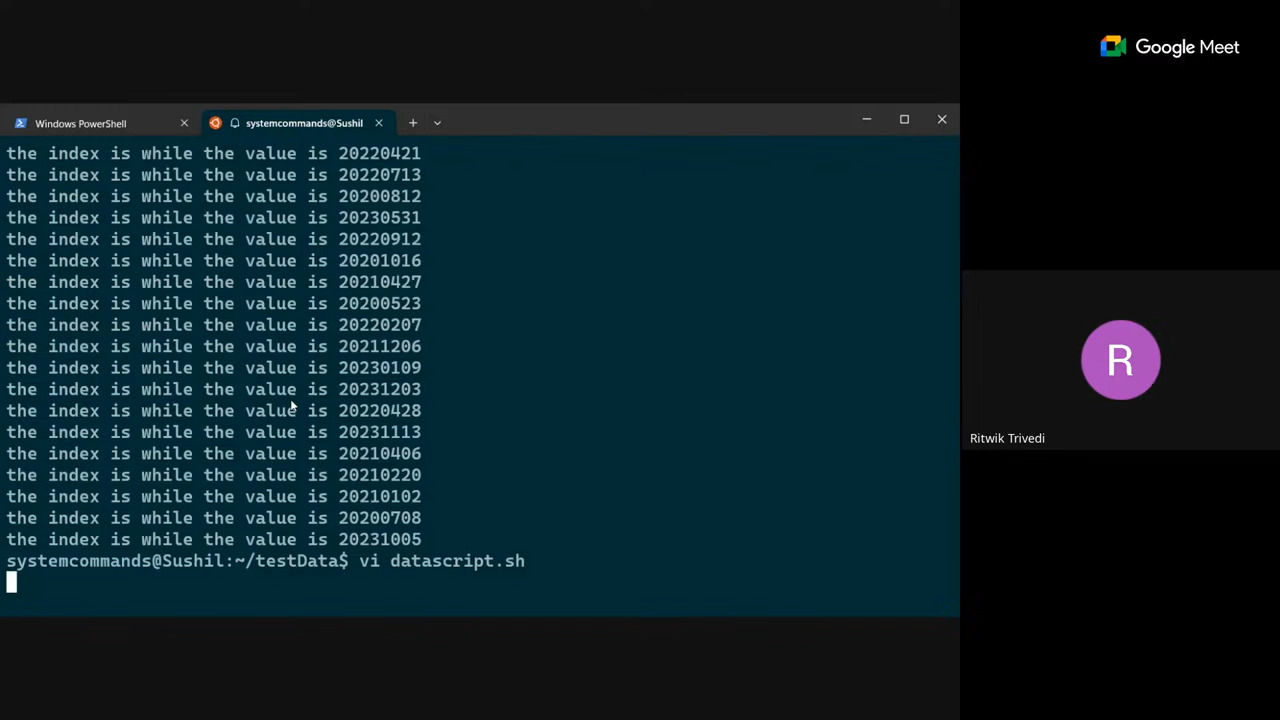 Google Meet
Windows PowerShell
systemcommands@Sushil
the index is while the value is 20220421
the index is while the value is 20220713
the index is while the value is 20200812
the index is while the value is 20230531
the index is while the value is 20220912
the index is while the value is 20201016
the index is while the value is 20210427
the index is while the value is 20200523
the index is while the value is 20220207
the index is while the value is 20211206
the index is while the value is 20230109
the index is while the value is 20231203
the index is while the value is 20220428
the index is while the value is 20231113
the index is while the value is 20210406
the index is while the value is 20210220
the index is while the value is 20210102
the index is while the value is 20200708
the index is while the value is 20231005
systemcommands@Sushil:~/testData$ vi datascript.sh
R
Ritwik Trivedi